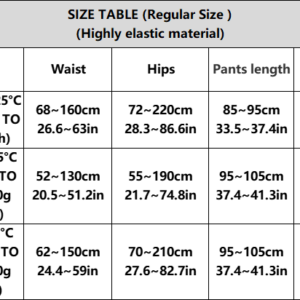 SIZE TABLE (Regular Size )
(Highly elastic material)
Waist Hips Pants length
5°C
TO
h)
68~160cm 72~220cm 85~95cm
26.6~63in 28.3~86.6in 33.5~37.4in
5°C
TO
0g
)
52~130cm 55~190cm 95~105cm
20.5~51.2in 21.7~74.8in 37.4~41.3in
°C
TO
0g
)
62~150cm 70~210cm 95~105cm
24.4~59in 27.6~82.7in 37.4~41.3in